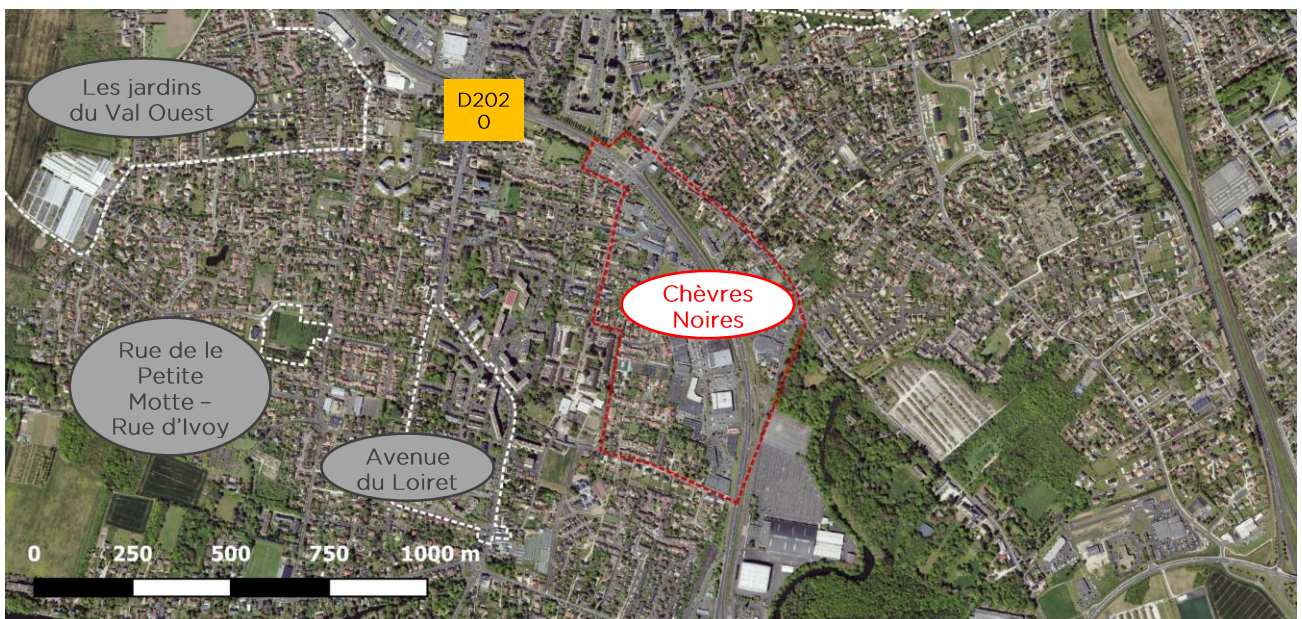 Les jardins
du Val Ouest
D202
0
Chèvres
Noires
Rue de le
Petite
Motte –
Rue d'Ivoy
Avenue
du Loiret
0 250 500 750 1000 m